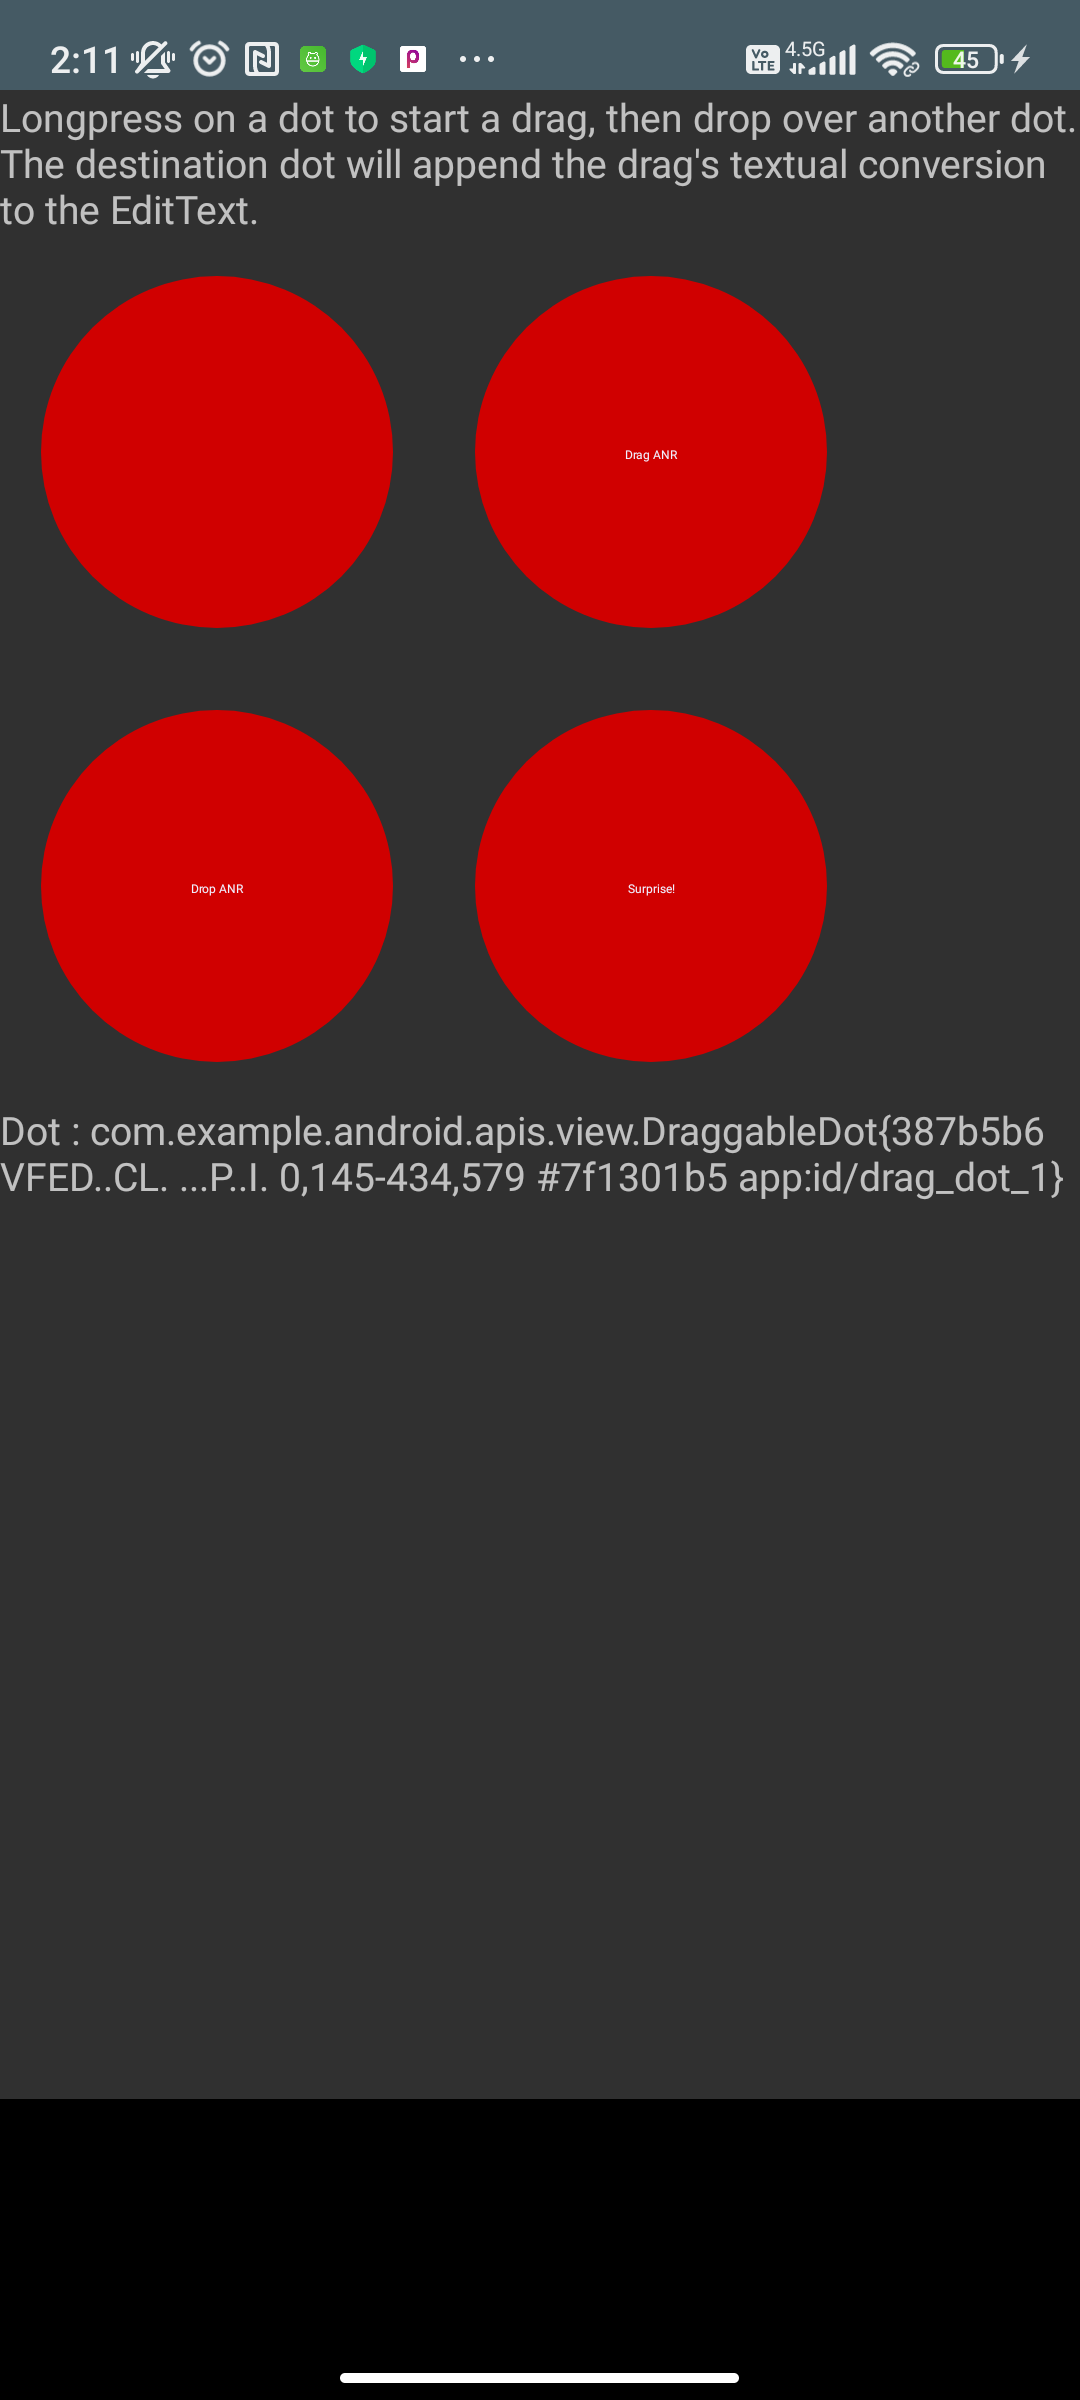 2:11
Vo LTE
4.5G
45
Longpress on a dot to start a drag, then drop over another dot.
The destination dot will append the drag's textual conversion
to the EditText.
Drag ANR
Drop ANR
Surprise!
Dot : com.example.android.apis.view.DraggableDot{387b5b6
VFED..CL. ...P..I. 0,145-434,579 #7f1301b5 app:id/drag_dot_1}